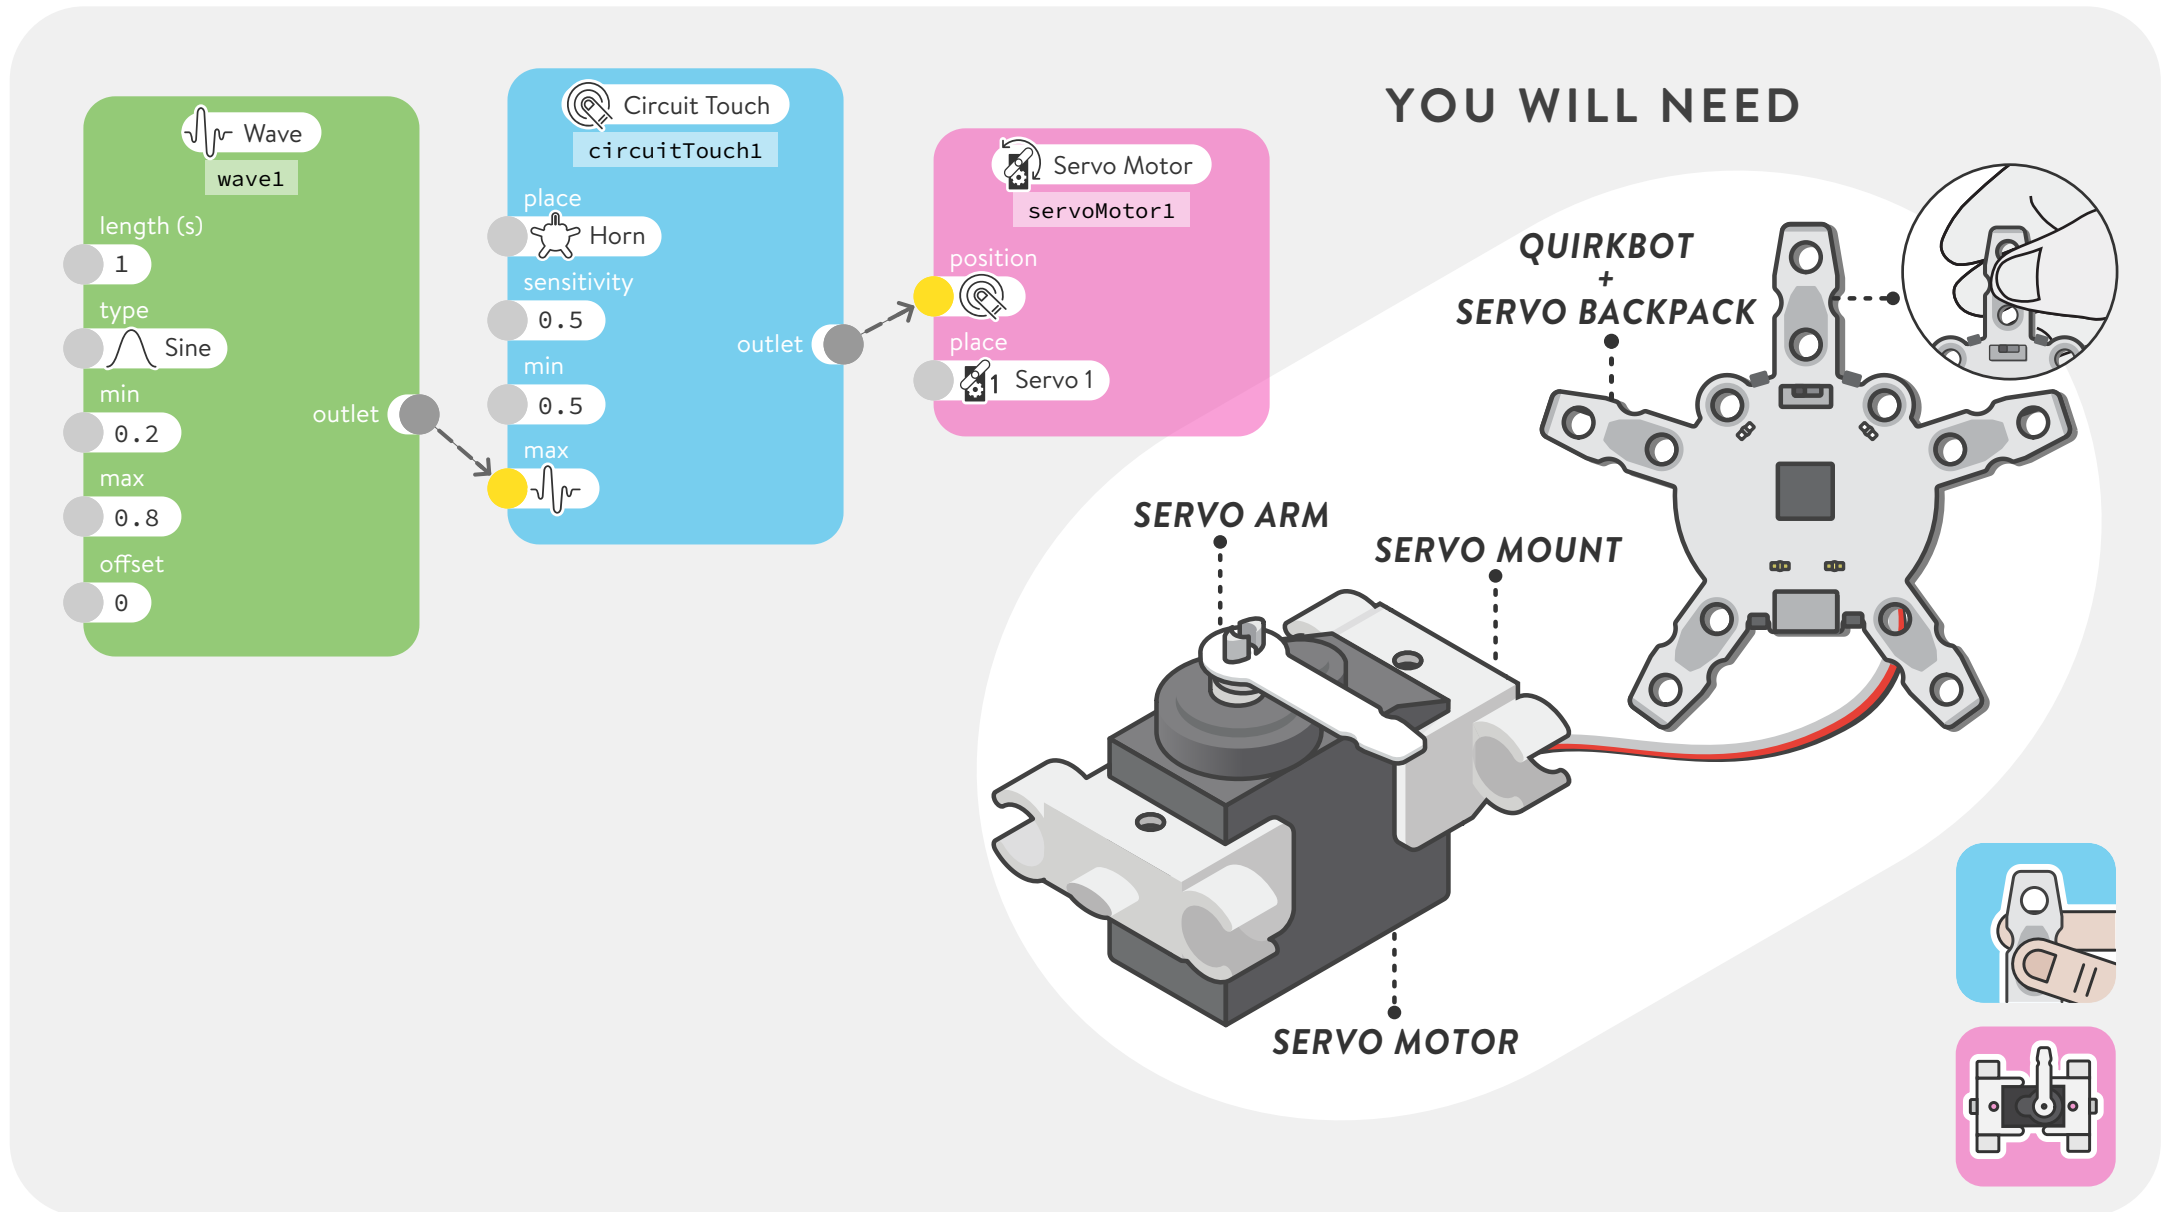 Wave
wave1
length (s)
1
type
Sine
min
0.2
max
0.8
offset
0
outlet
Circuit Touch
circuitTouch1
place
Horn
sensitivity
0.5
min
0.5
max
outlet
Servo Motor
servoMotor1
position
place
1 Servo 1
YOU WILL NEED
QUIRKBOT
+
SERVO BACKPACK
SERVO ARM
SERVO MOUNT
SERVO MOTOR